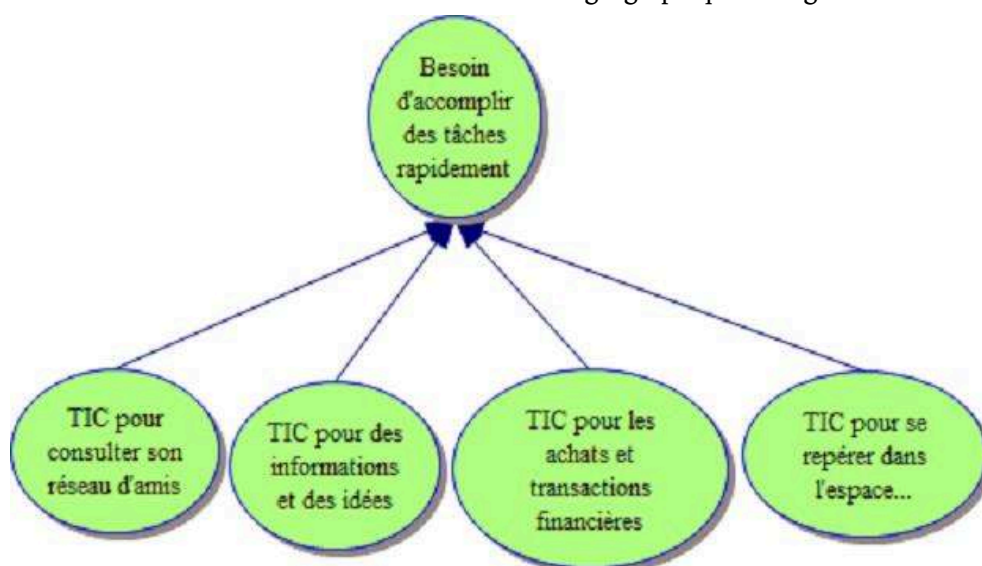 Besoin
d'accomplir
des tâches
rapidement
TIC pour
consulter son
réseau d'amis
TIC pour des
informations
et des idées
TIC pour les
achats et
transactions
financières
TIC pour se
repérer dans
l'espace...